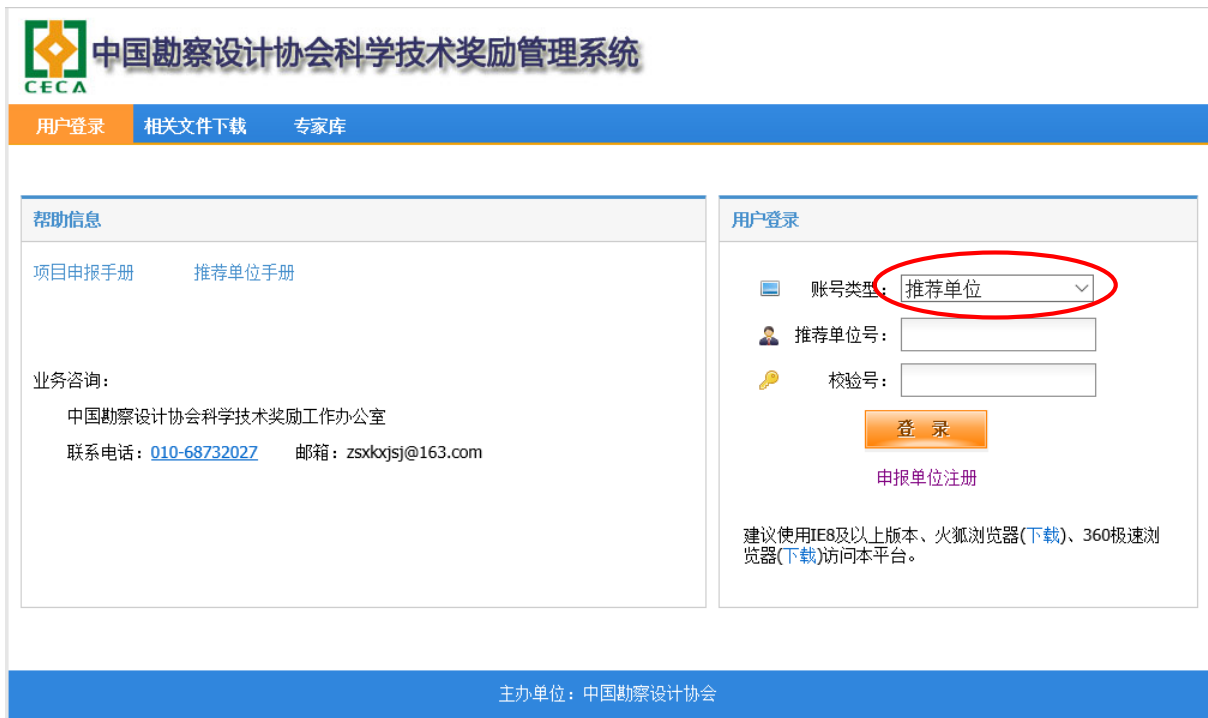 中国勘察设计协会科学技术奖励管理系统
CECA
用户登录 相关文件下载 专家库
帮助信息
项目申报手册 推荐单位手册
业务咨询：
中国勘察设计协会科学技术奖励工作办公室
联系电话：010-68732027 邮箱：zsxkxjsj@163.com
用户登录
账号类型：推荐单位
推荐单位号：
校验号：
登 录
申报单位注册
建议使用IE8及以上版本、火狐浏览器(下载)、360极速浏
览器(下载)访问本平台。
主办单位：中国勘察设计协会